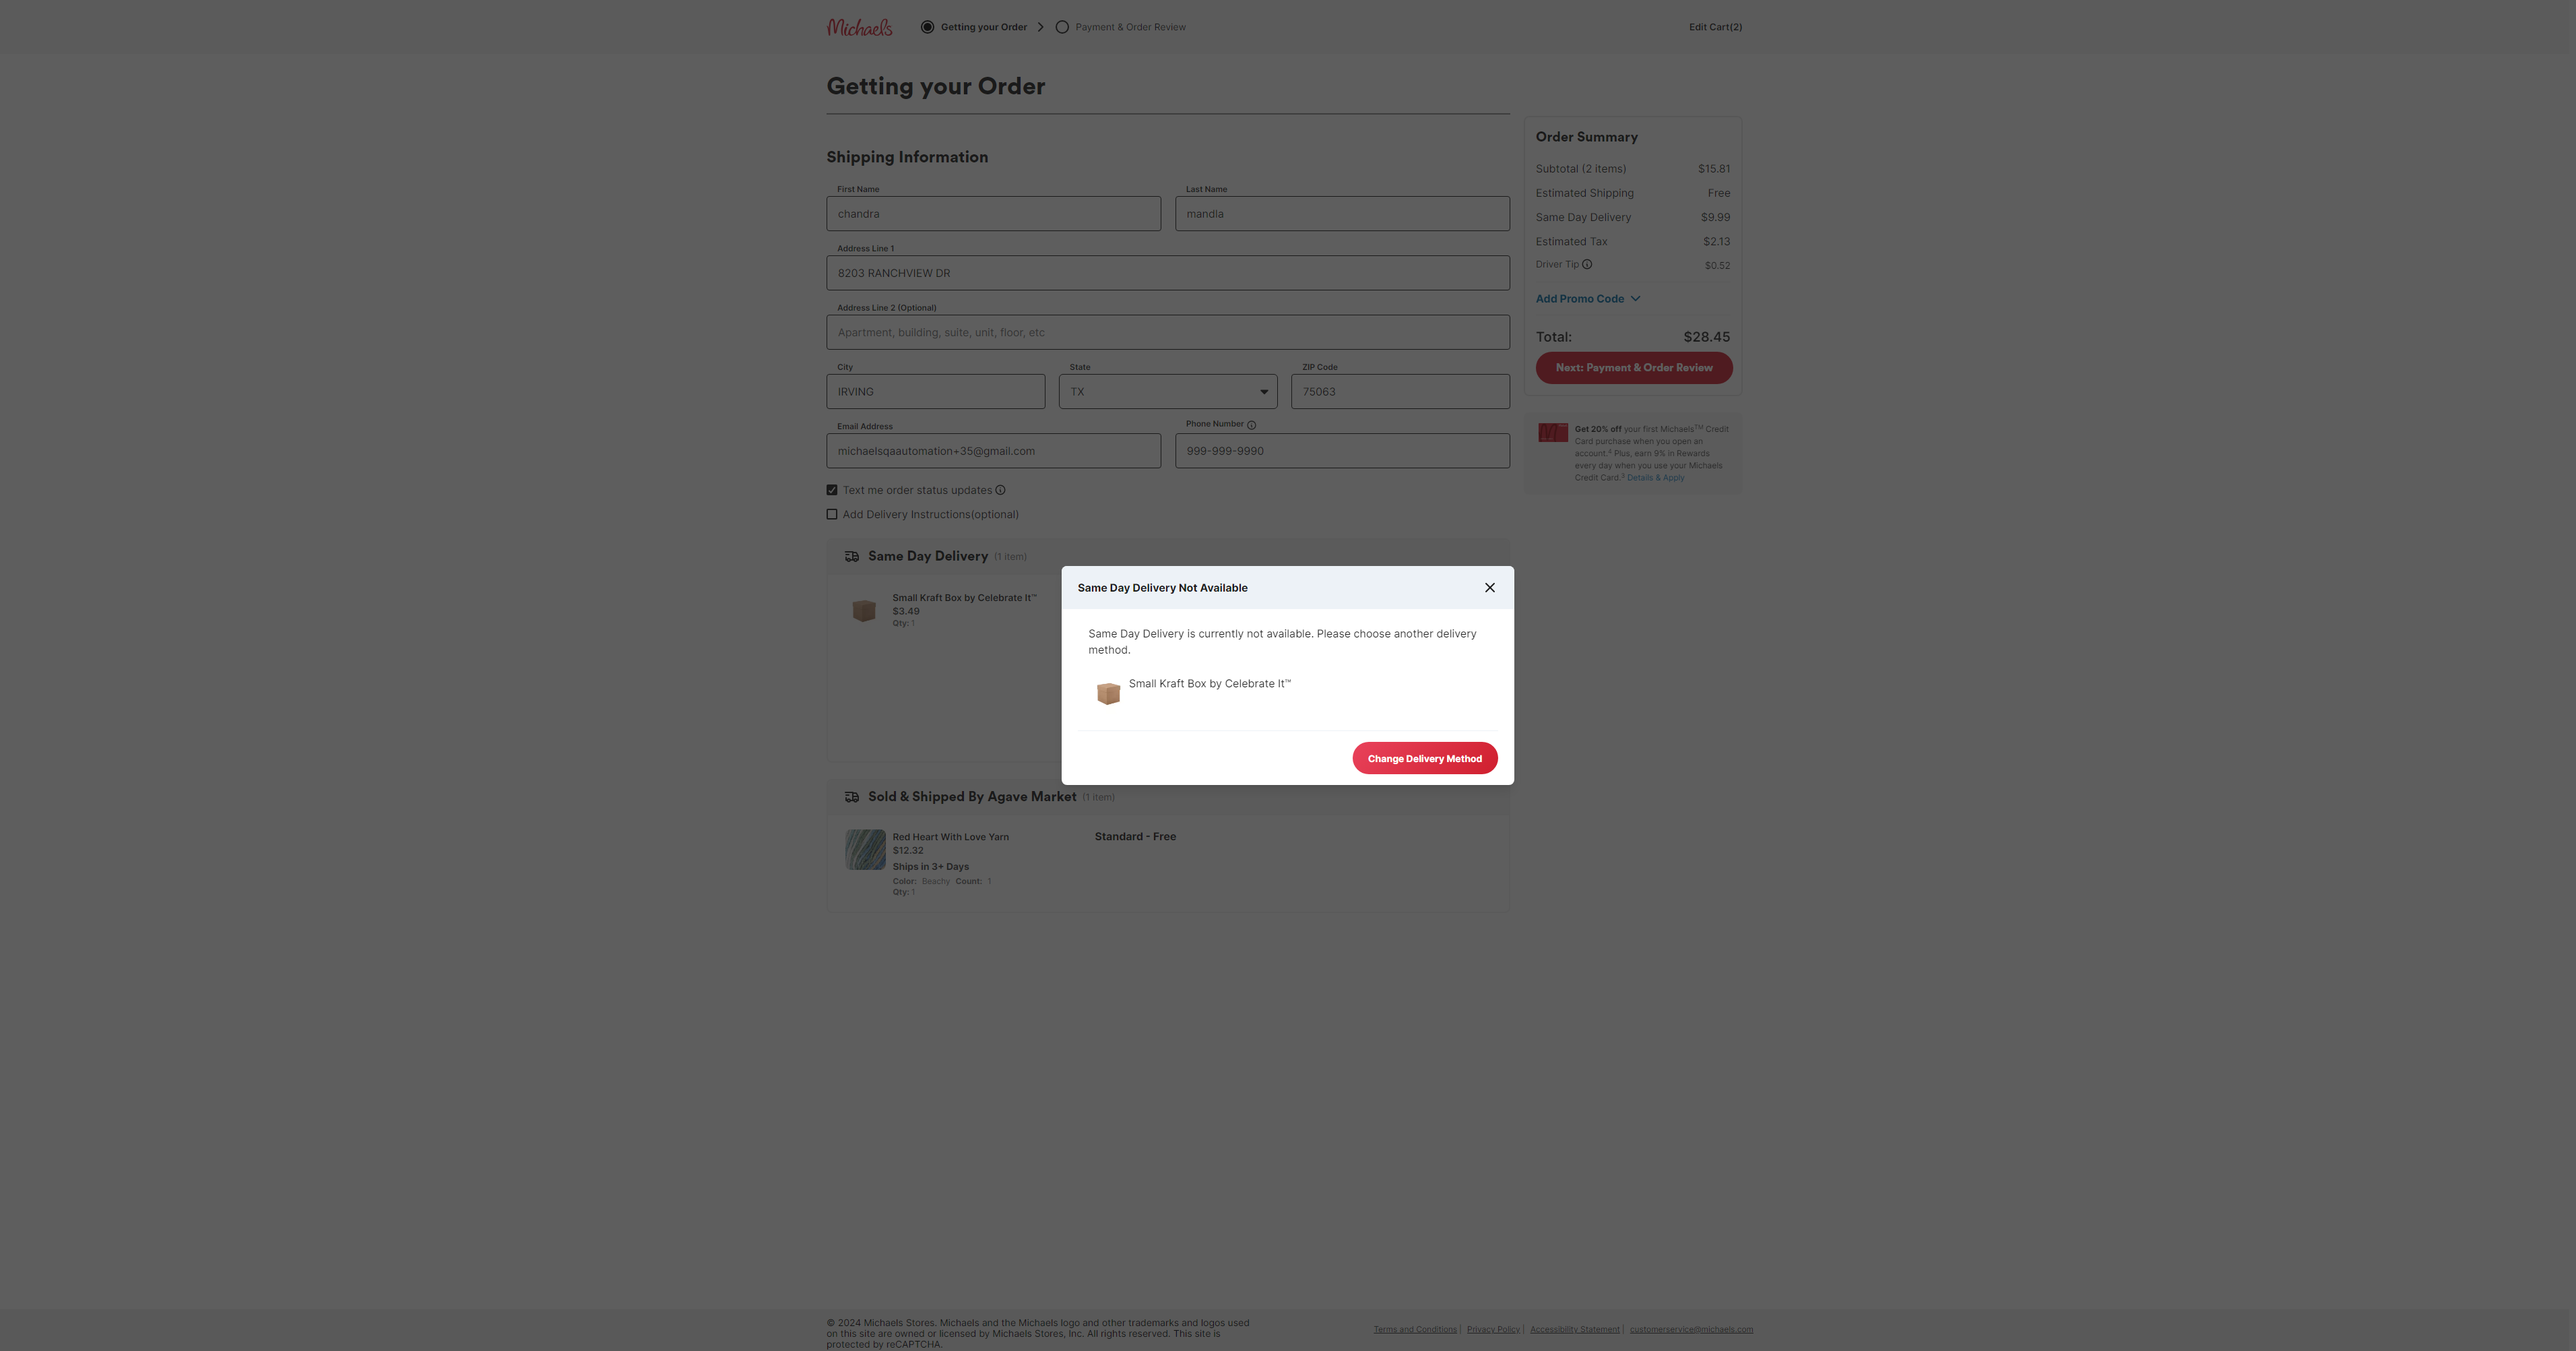 Michaels
Getting your Order
Payment & Order Review
Edit Cart(2)
Getting your Order
Shipping Information
First Name
Last Name
chandra
mandla
Address Line 1
8203 RANCHVIEW DR
Address Line 2 (Optional)
Apartment, building, suite, unit, floor, etc
City
State
ZIP Code
IRVING
TX
75063
Email Address
Phone Number
michaelsqaautomation+35@gmail.com
999-999-9990
Text me order status updates
Add Delivery Instructions(optional)
Same Day Delivery (1 item)
Small Kraft Box by Celebrate It™
$3.49
Qty: 1
Same Day Delivery Not Available
Same Day Delivery is currently not available. Please choose another delivery
method.
Small Kraft Box by Celebrate It™
Change Delivery Method
Sold & Shipped By Agave Market (1 item)
Red Heart With Love Yarn
$12.32
Ships in 3+ Days
Color: Beachy Count: 1
Qty: 1
Standard - Free
Order Summary
Subtotal (2 items) $15.81
Estimated Shipping Free
Same Day Delivery $9.99
Estimated Tax $2.13
Driver Tip $0.52
Add Promo Code
Total: $28.45
Next: Payment & Order Review
Get 20% off your first Michaels™ Credit
Card purchase when you open an
account.² Plus, earn 9% in Rewards
every day when you use your Michaels
Credit Card.³ Details & Apply
© 2024 Michaels Stores. Michaels and the Michaels logo and other trademarks and logos used
on this site are owned or licensed by Michaels Stores, Inc. All rights reserved. This site is
protected by reCAPTCHA.
Terms and Conditions | Privacy Policy | Accessibility Statement | customerservice@michaels.com